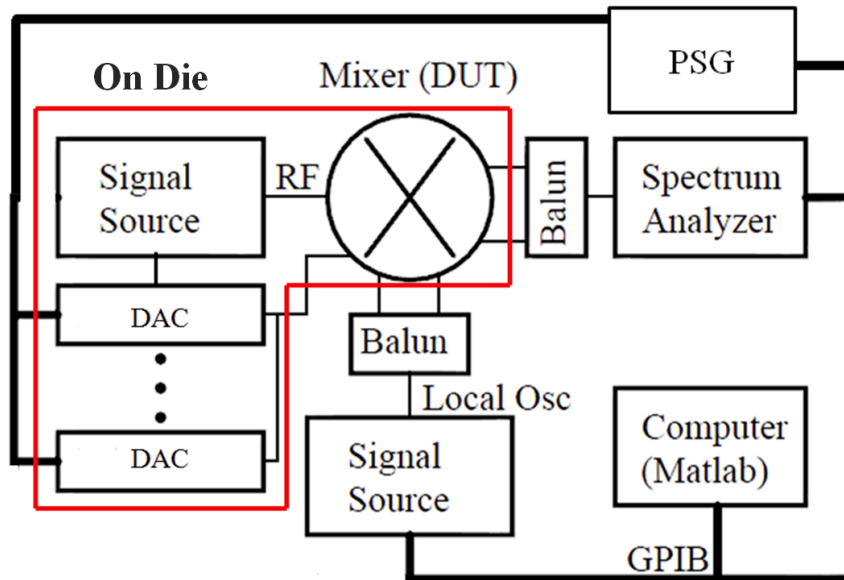 On Die
Mixer (DUT)
PSG
Signal
Source
RF
Balun
Spectrum
Analyzer
DAC
Balun
DAC
Local Osc
Signal
Source
Computer
(Matlab)
GPIB